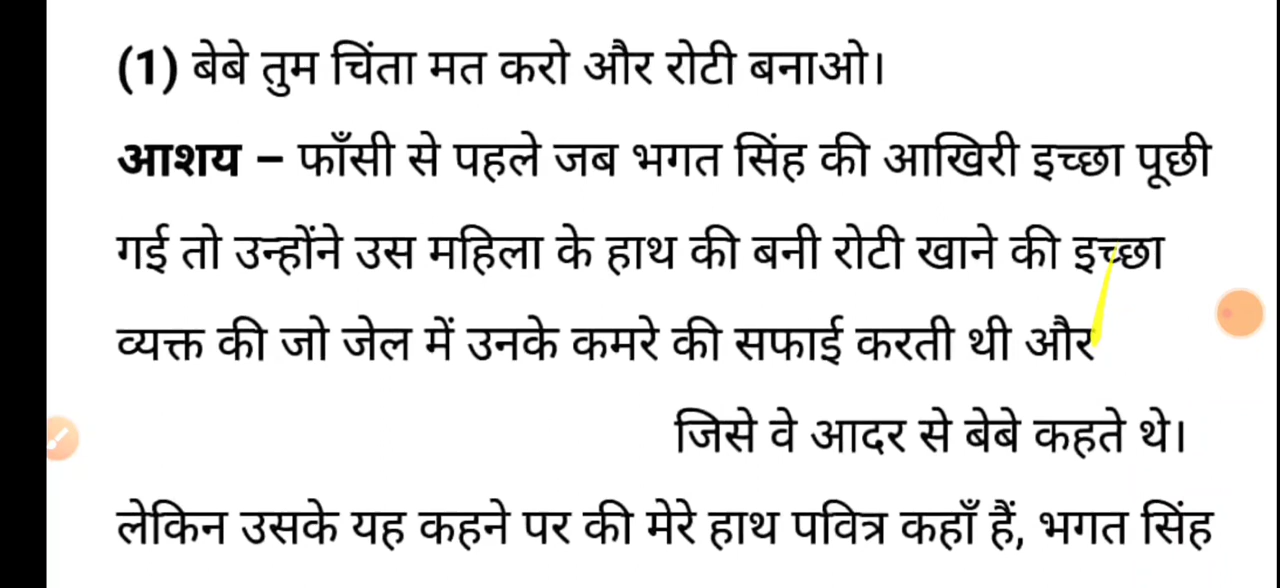 (1) बेबे तुम चिंता मत करो और रोटी बनाओ।
आशय – फाँसी से पहले जब भगत सिंह की आखिरी इच्छा पूछी
गई तो उन्होंने उस महिला के हाथ की बनी रोटी खाने की इच्छा
व्यक्त की जो जेल में उनके कमरे की सफाई करती थी और
जिसे वे आदर से बेबे कहते थे।
लेकिन उसके यह कहने पर की मेरे हाथ पवित्र कहाँ हैं, भगत सिंह